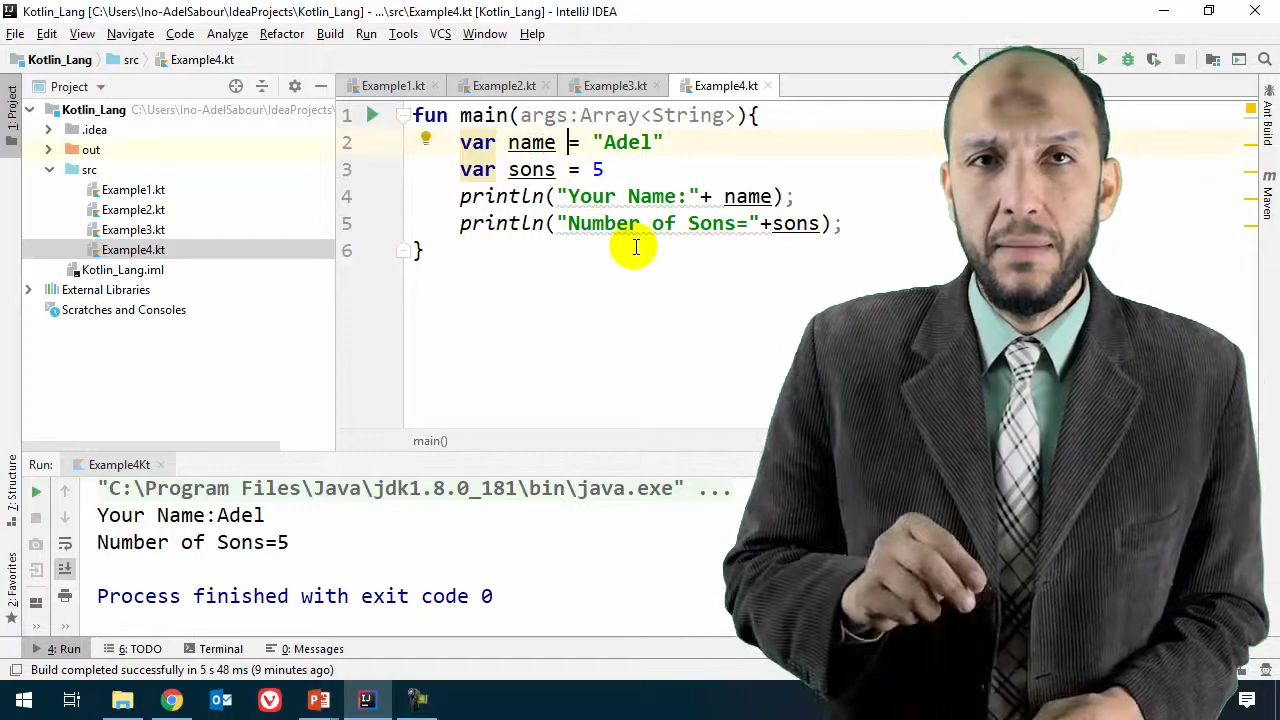 Kotlin_Lang [C:\Users\Ino-AdelSabour\IdeaProjects\Kotlin_Lang] - ...\src\Example4.kt [Kotlin_Lang] - IntelliJ IDEA
File Edit View Navigate Code Analyze Refactor Build Run Tools VCS Window Help
Kotlin_Lang src Example4.kt
Project
Example1.kt Example2.kt Example3.kt Example4.kt
1: Project
Kotlin_Lang C:\Users\Ino-AdelSabour\IdeaProjects\
.idea
out
src
Example1.kt
Example2.kt
Example3.kt
Example4.kt
Kotlin_Lang.iml
External Libraries
Scratches and Consoles
1 fun main(args:Array<String>){
2 var name = "Adel"
3 var sons = 5
4 println("Your Name:"+ name);
5 println("Number of Sons="+sons);
6 }
main()
Ant Build
Maven
Run: Example4Kt
"C:\Program Files\Java\jdk1.8.0_181\bin\java.exe" ...
Your Name:Adel
Number of Sons=5
Process finished with exit code 0
7: Structure
2: Favorites
4: Run 6: TODO Terminal 0: Messages
Build completed successfully in 5 s 48 ms (9 minutes ago)